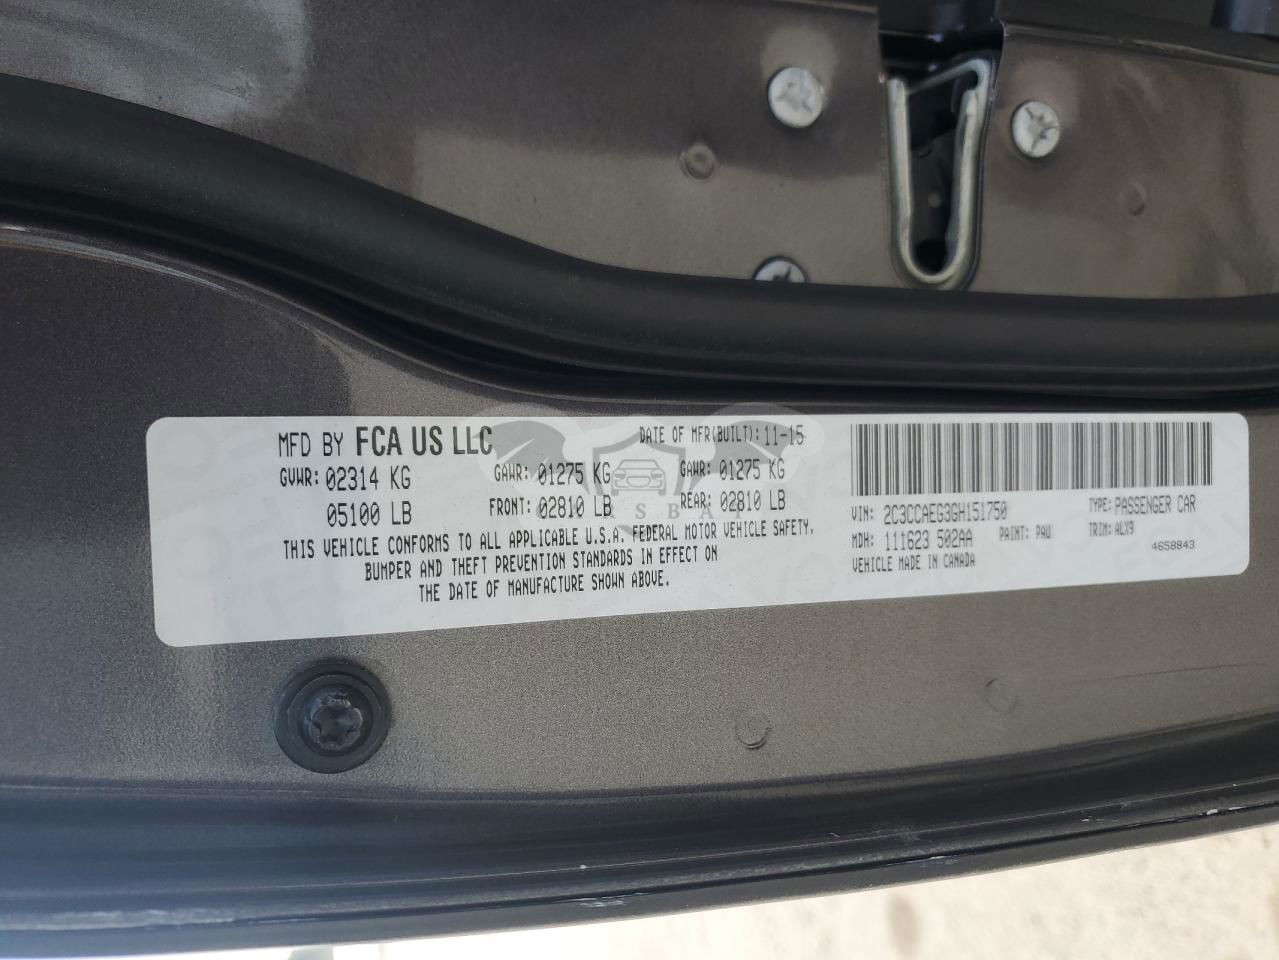 MFD BY FCA US LLC
DATE OF MFR(BUILT): 11-15
GVWR: 02314 KG GAWR: 01275 KG GAWR: 01275 KG
05100 LB FRONT: 02810 LB REAR: 02810 LB
THIS VEHICLE CONFORMS TO ALL APPLICABLE U.S.A. FEDERAL MOTOR VEHICLE SAFETY,
BUMPER AND THEFT PREVENTION STANDARDS IN EFFECT ON
THE DATE OF MANUFACTURE SHOWN ABOVE.
VIN: 2C3CCAEG3GH151750 TYPE: PASSENGER CAR
MDH: 111623 502AA PAINT: PAU TRIM: ALX9
VEHICLE MADE IN CANADA 4658843